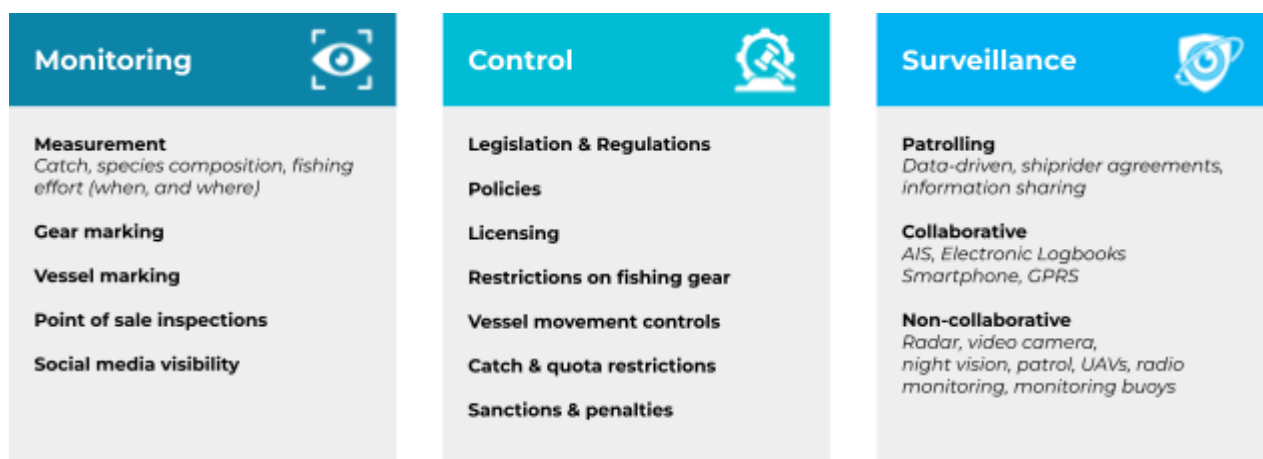 Monitoring
Measurement
Catch, species composition, fishing
effort (when, and where)
Gear marking
Vessel marking
Point of sale inspections
Social media visibility
Control
Legislation & Regulations
Policies
Licensing
Restrictions on fishing gear
Vessel movement controls
Catch & quota restrictions
Sanctions & penalties
Surveillance
Patrolling
Data-driven, shiprider agreements,
information sharing
Collaborative
AIS, Electronic Logbooks
Smartphone, GPRS
Non-collaborative
Radar, video camera,
night vision, patrol, UAVs, radio
monitoring, monitoring buoys